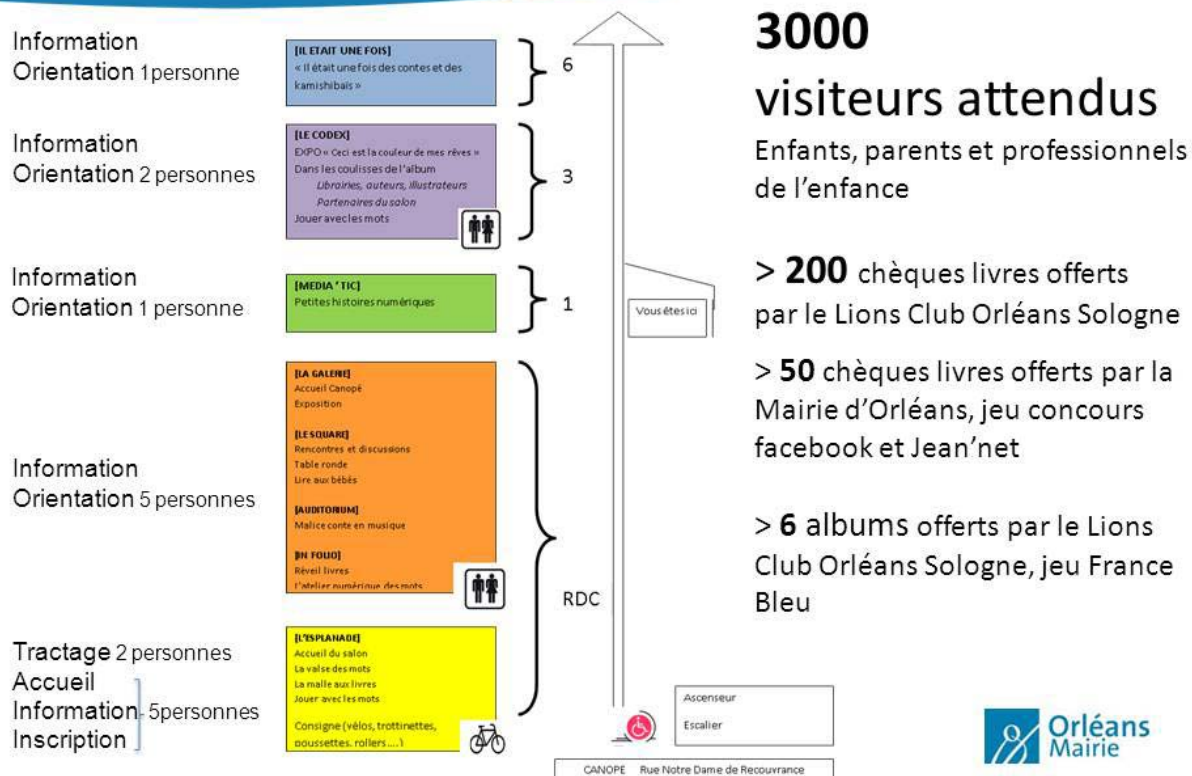 Information
Orientation 1personne
Information
Orientation 2 personnes
Information
Orientation 1 personne
Information
Orientation 5 personnes
Tractage 2 personnes
Accueil
Information 5personnes
Inscription
[IL ETAIT UNE FOIS]
« Il était une fois des contes et des
kamishibaïs »
[LE CODEX]
EXPO « Ceci est la couleur de mes rêves »
Dans les coulisses de l'album
Librairies, auteurs, illustrateurs
Partenaires du salon
Jouer avec les mots
[MEDIA ' TIC]
Petites histoires numériques
[LA GALERIE]
Accueil Canopé
Exposition
[LE SQUARE]
Rencontres et discussions
Table ronde
Lire aux bébés
[AUDITORIUM]
Malice conte en musique
[IN FOLIO]
Réveil livres
L'atelier numérique des mots
[L'ESPLANADE]
Accueil du salon
La valse des mots
La malle aux livres
Jouer avec les mots
Consigne (vélos, trottinettes,
poussettes, rollers....)
6
3
1
RDC
Vous êtes ici
Ascenseur
Escalier
CANOPE Rue Notre Dame de Recouvrance
3000
visiteurs attendus
Enfants, parents et professionnels
de l'enfance
> 200 chèques livres offerts
par le Lions Club Orléans Sologne
> 50 chèques livres offerts par la
Mairie d'Orléans, jeu concours
facebook et Jean'net
> 6 albums offerts par le Lions
Club Orléans Sologne, jeu France
Bleu
Orléans
Mairie